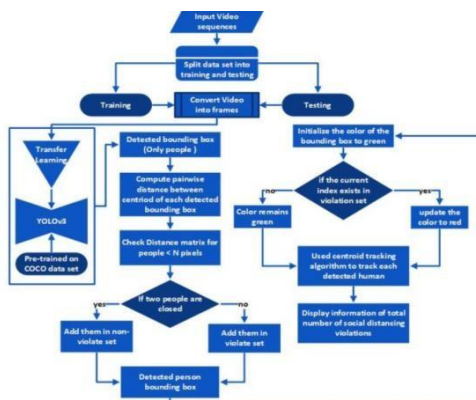 Input Video
sequences
Split data set into
training and testing
Training
Convert Video
into frames
Testing
Transfer
Learning
YOLOv3
Pre-trained on
COCO data set
Detected bounding box
(Only people )
Compute pairwise
distance between
centriod of each detected
bounding box
Check Distance matrix for
people < N pixels
If two people are
closed
yes
no
Add them in non-
violate set
Add them in
violate set
Detected person
bounding box
Initialize the color of the
bounding box to green
if the current
index exists in
violation set
no
yes
Color remains
green
update the
color to red
Used centroid tracking
algorithm to track each
detected human
Display information of total
number of social distancing
violations